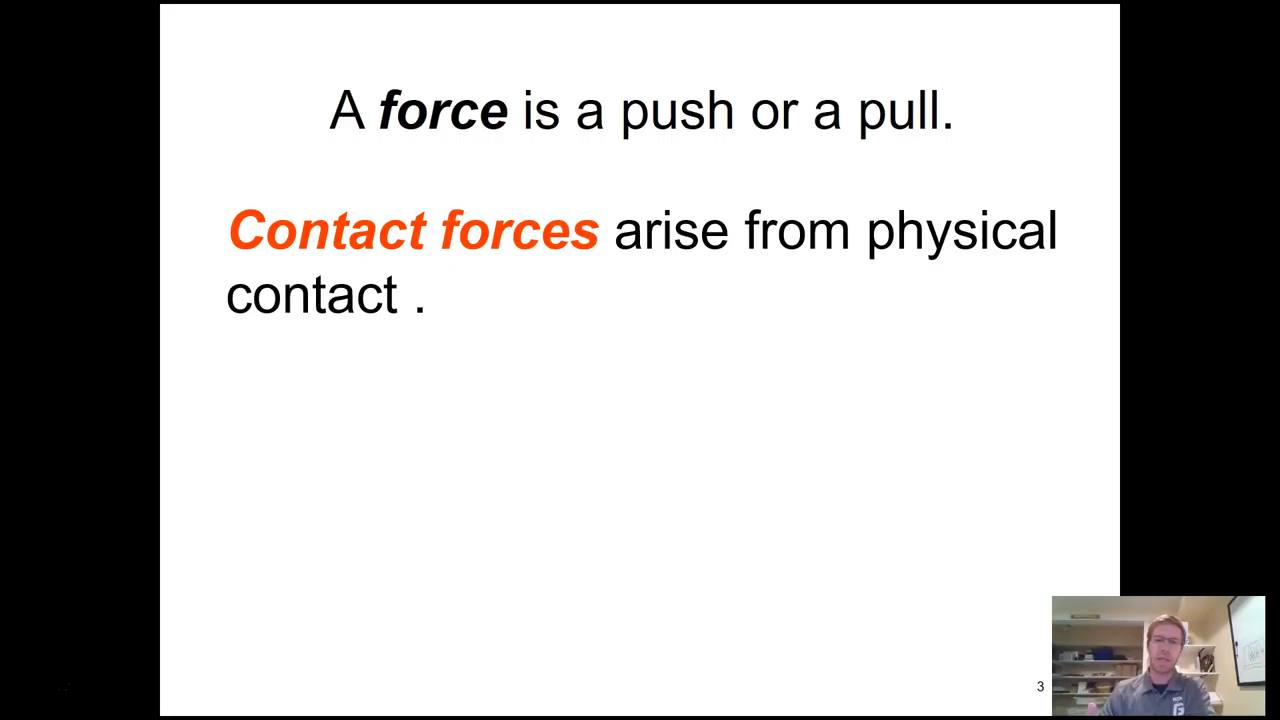 A force is a push or a pull.
Contact forces arise from physical
contact .
3